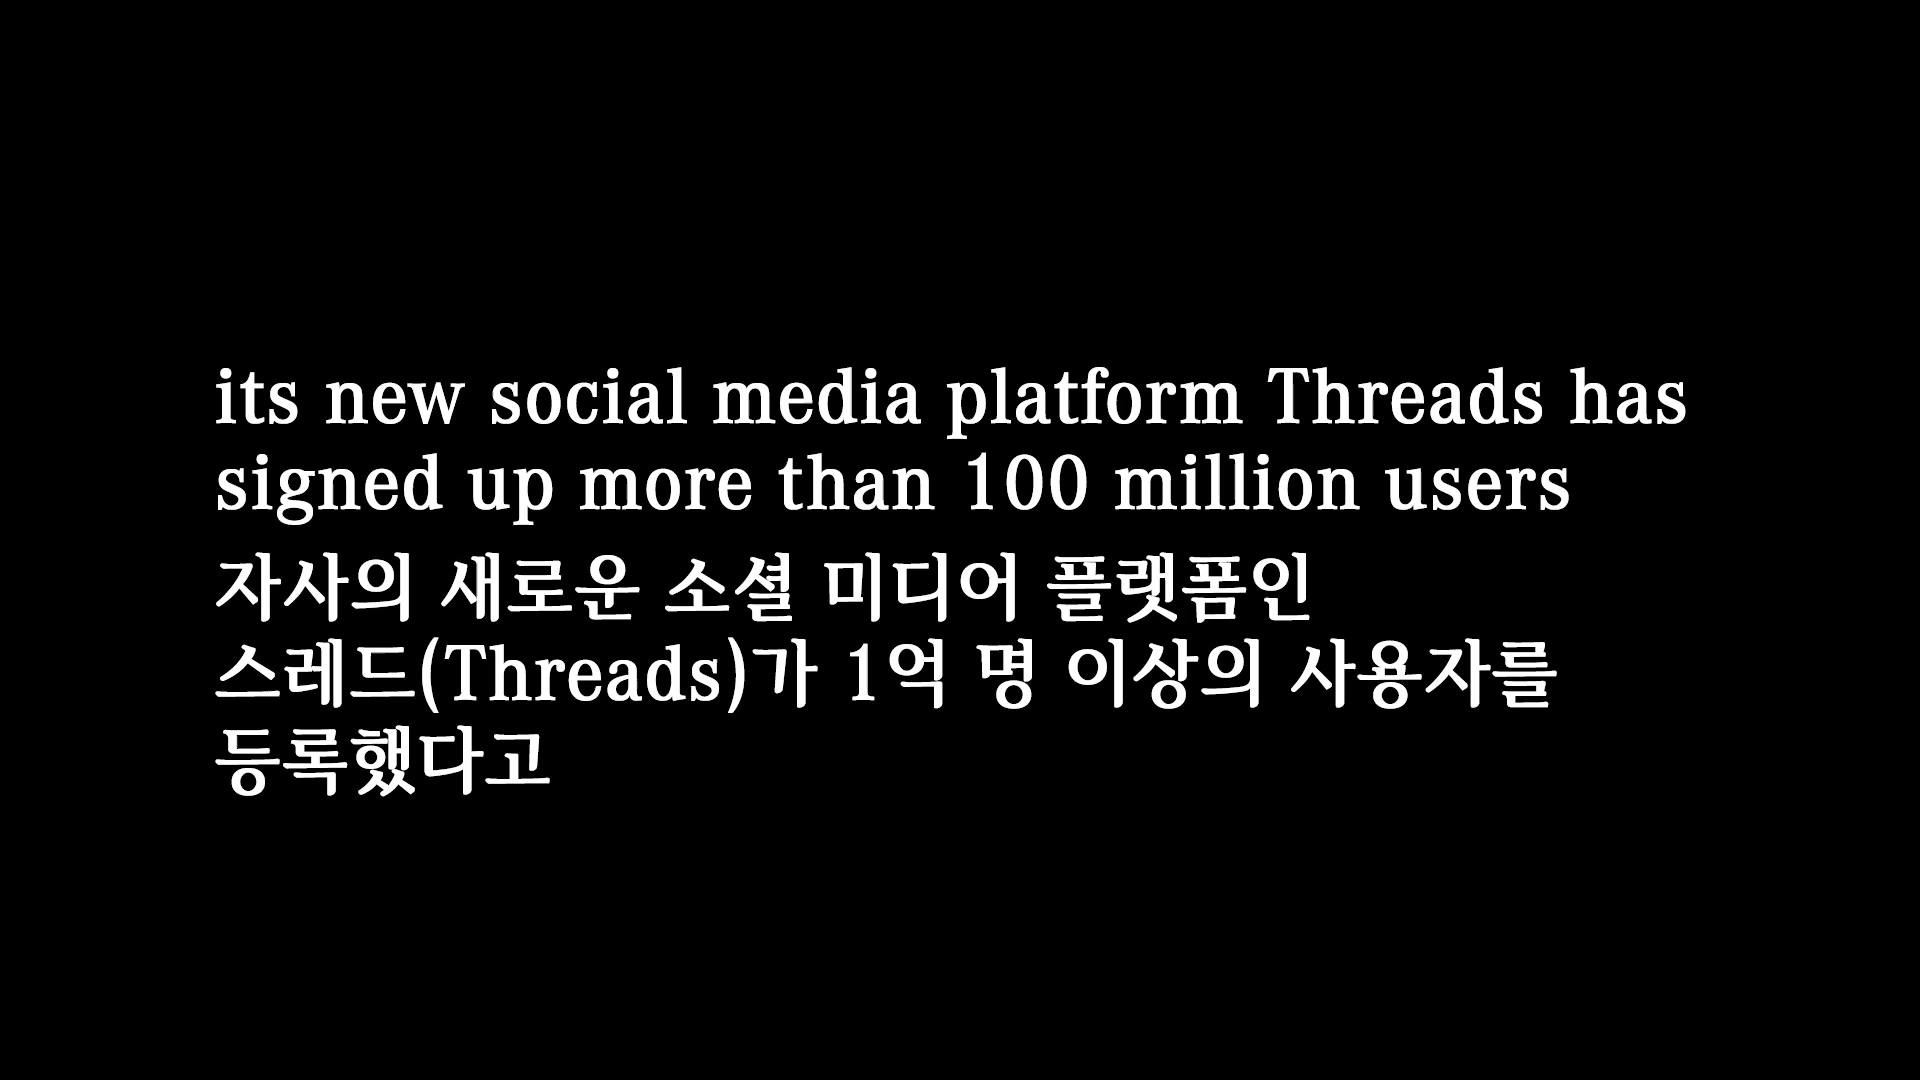 its new social media platform Threads has
signed up more than 100 million users
자사의 새로운 소셜 미디어 플랫폼인
스레드(Threads)가 1억 명 이상의 사용자를
등록했다고